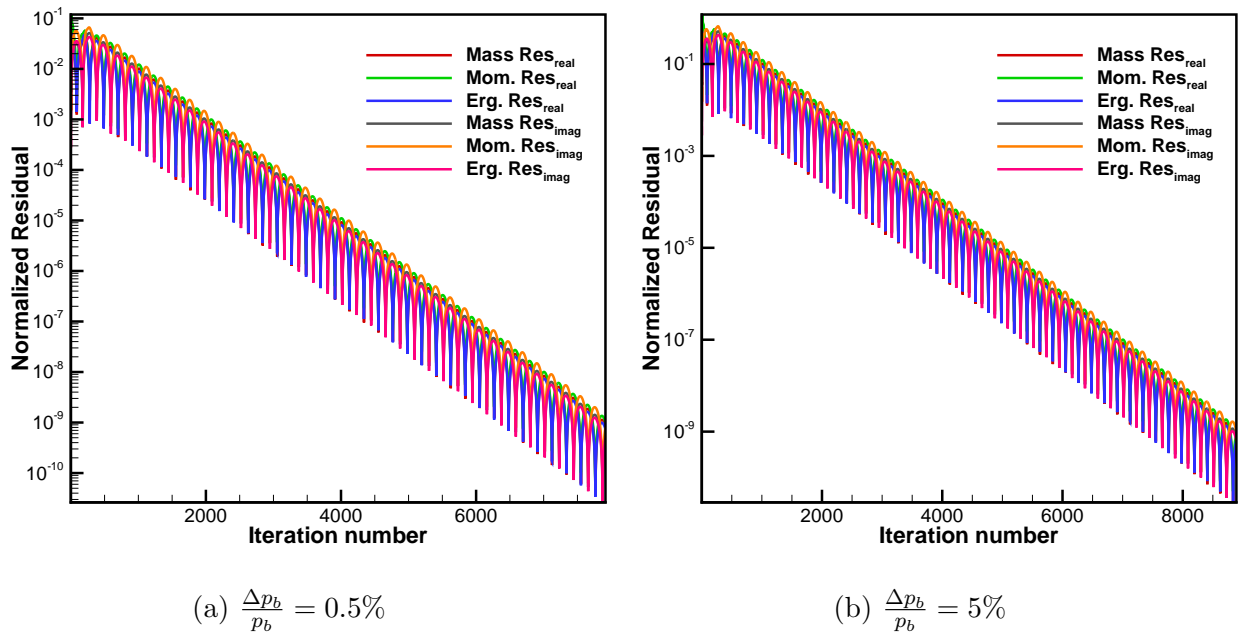 Normalized Residual
10^-1
10^-2
10^-3
10^-4
10^-5
10^-6
10^-7
10^-8
10^-9
10^-10
Mass Res_real
Mom. Res_real
Erg. Res_real
Mass Res_imag
Mom. Res_imag
Erg. Res_imag
2000 4000 6000
Iteration number
(a) Δp_b/p_b = 0.5%
Normalized Residual
10^-1
10^-3
10^-5
10^-7
10^-9
Mass Res_real
Mom. Res_real
Erg. Res_real
Mass Res_imag
Mom. Res_imag
Erg. Res_imag
2000 4000 6000 8000
Iteration number
(b) Δp_b/p_b = 5%